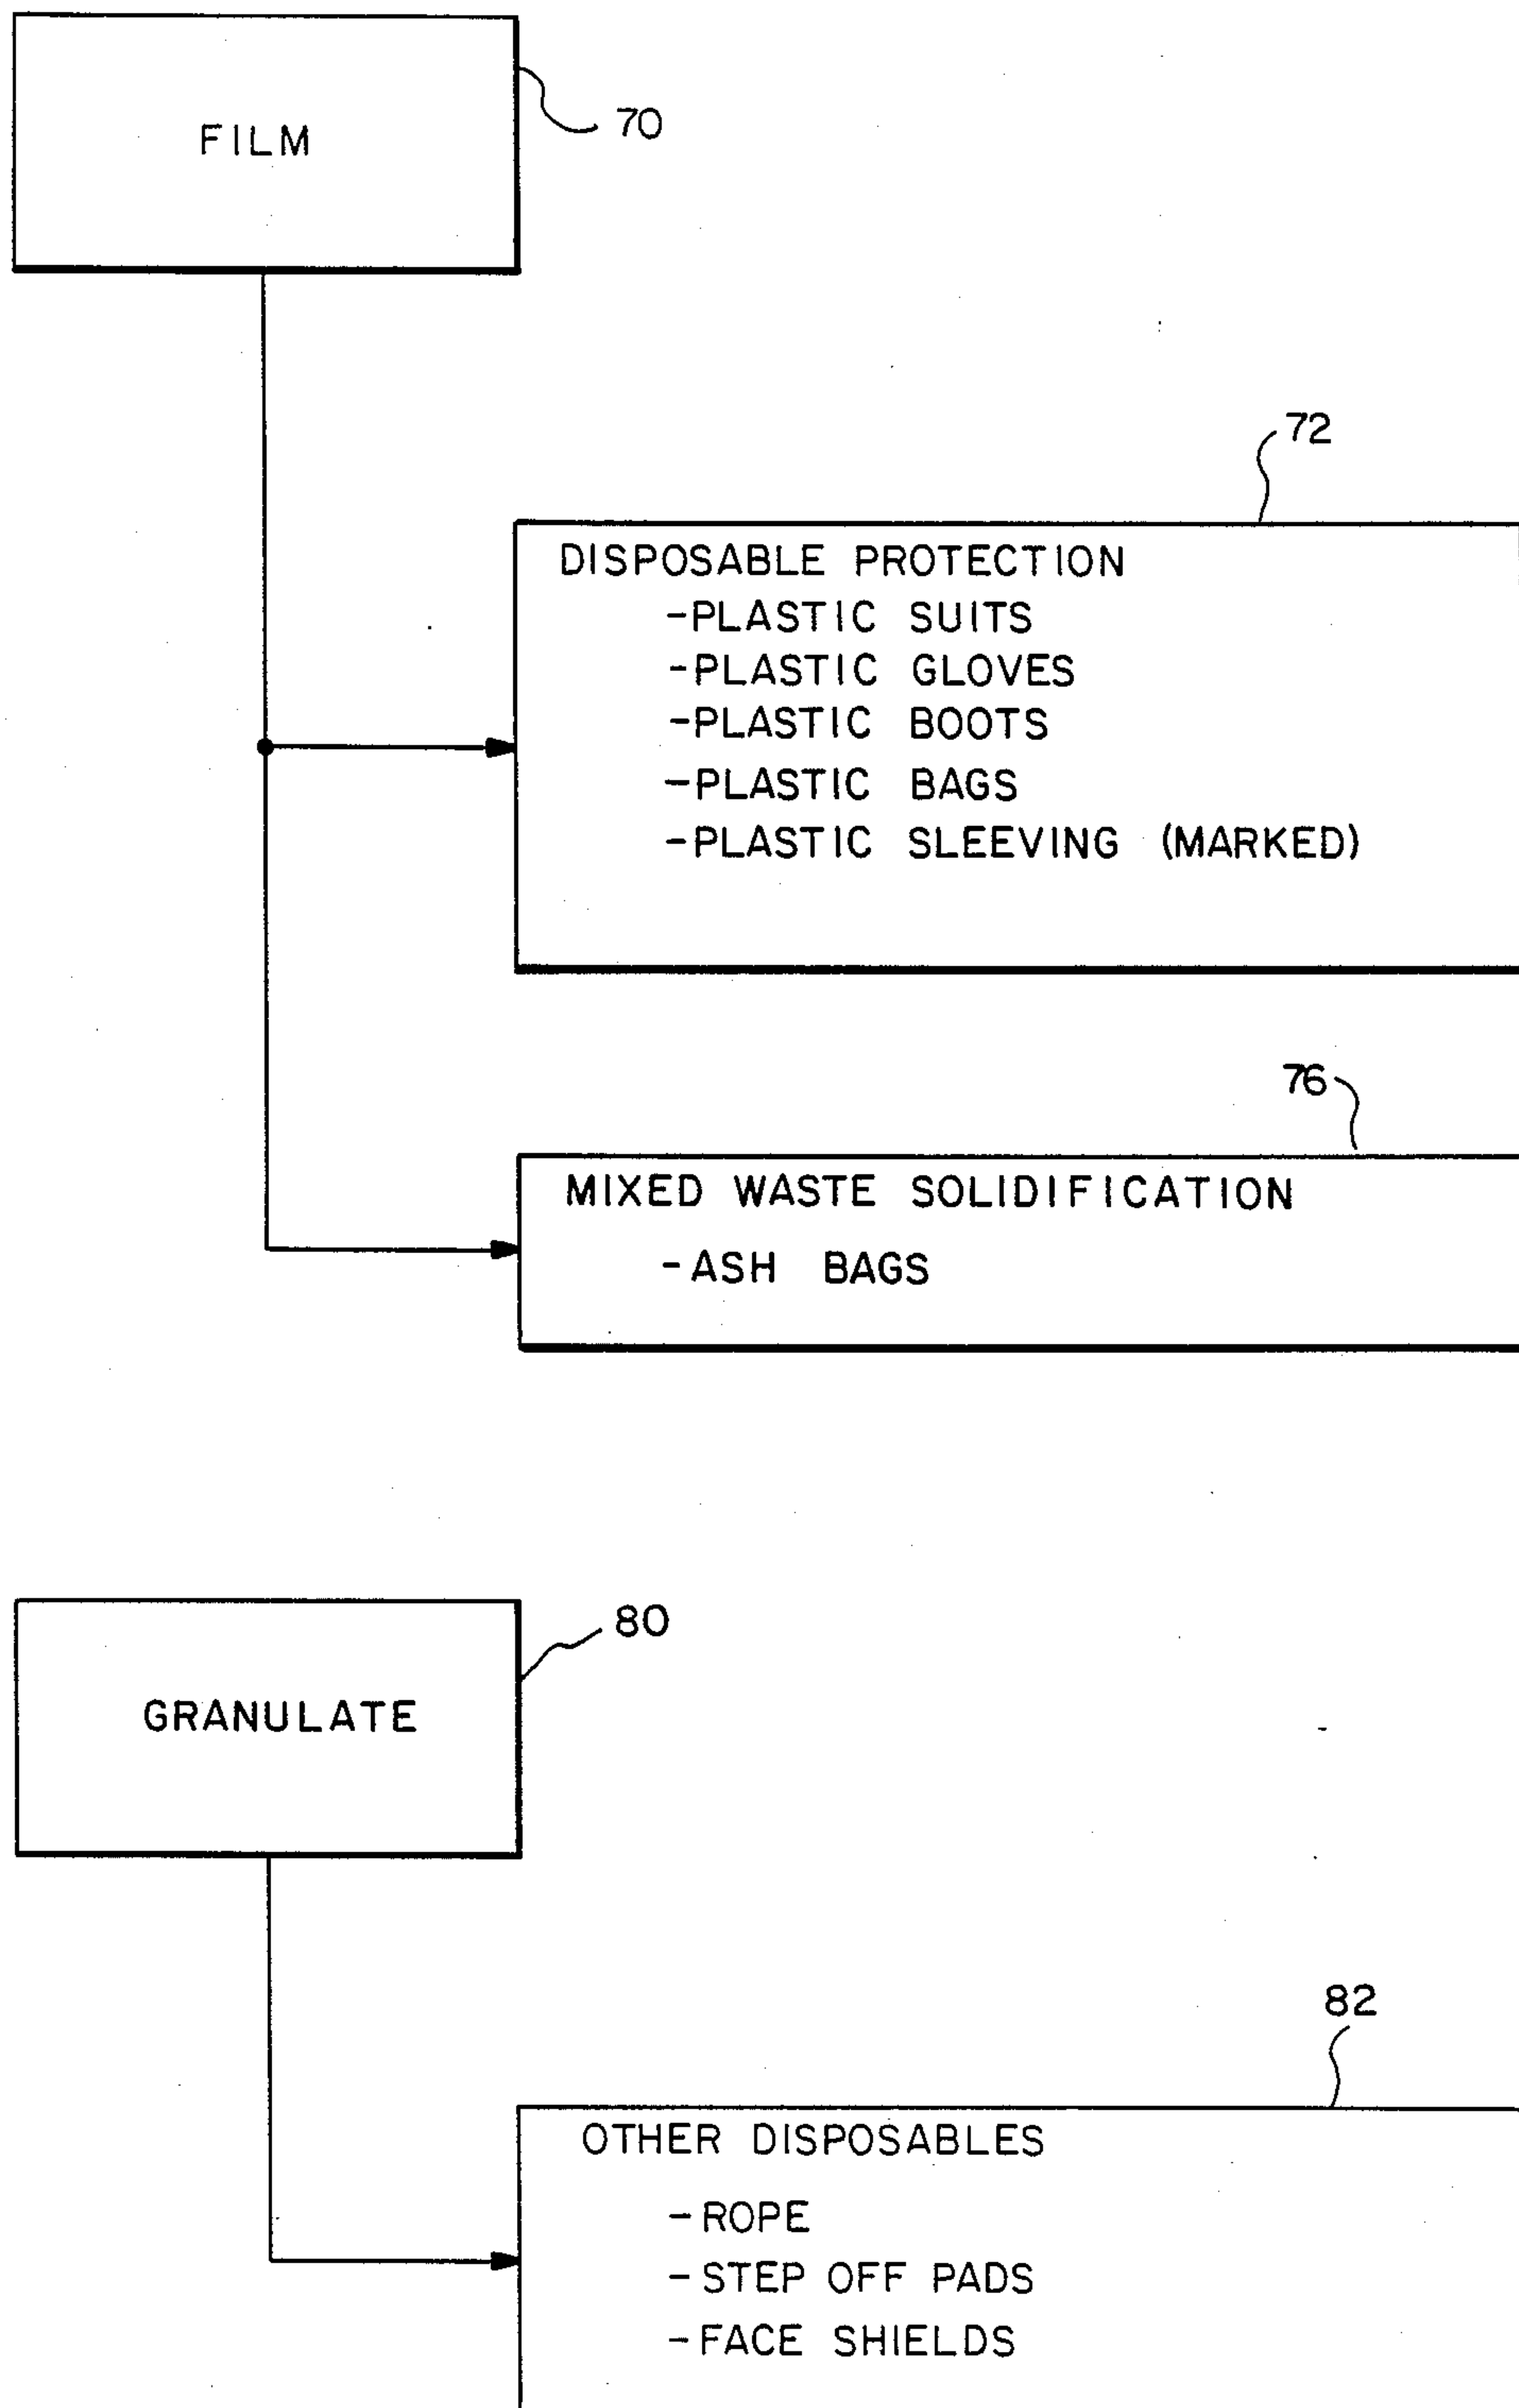 FILM
70
72
DISPOSABLE PROTECTION
-PLASTIC SUITS
-PLASTIC GLOVES
-PLASTIC BOOTS
-PLASTIC BAGS
-PLASTIC SLEEVING (MARKED)
76
MIXED WASTE SOLIDIFICATION
-ASH BAGS
80
GRANULATE
82
OTHER DISPOSABLES
-ROPE
-STEP OFF PADS
-FACE SHIELDS